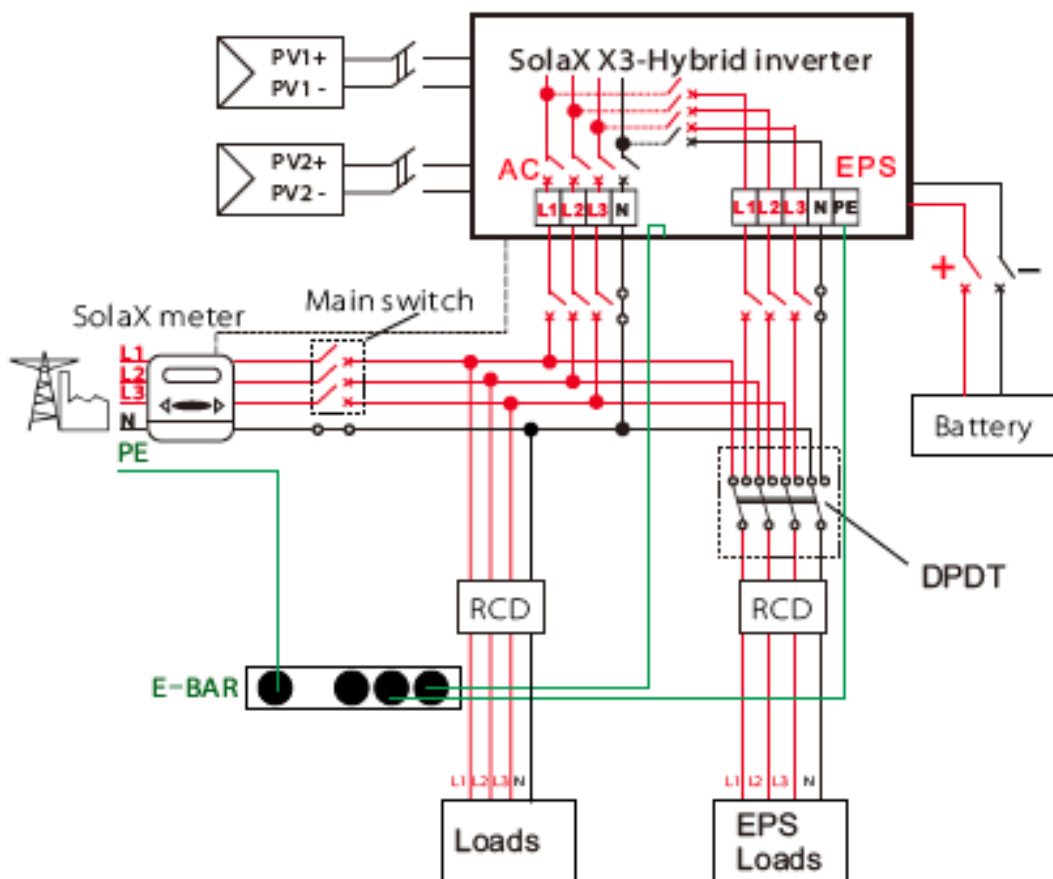 PV1+
PV1 -
PV2+
PV2 -
SolaX X3-Hybrid inverter
AC
EPS
L1 L2 L3 N
L1 L2 L3 N PE
+ −
Main switch
SolaX meter
L1
L2
L3
N
PE
Battery
DPDT
RCD
RCD
E-BAR
L1 L2 L3 N
L1 L2 L3 N
Loads
EPS
Loads